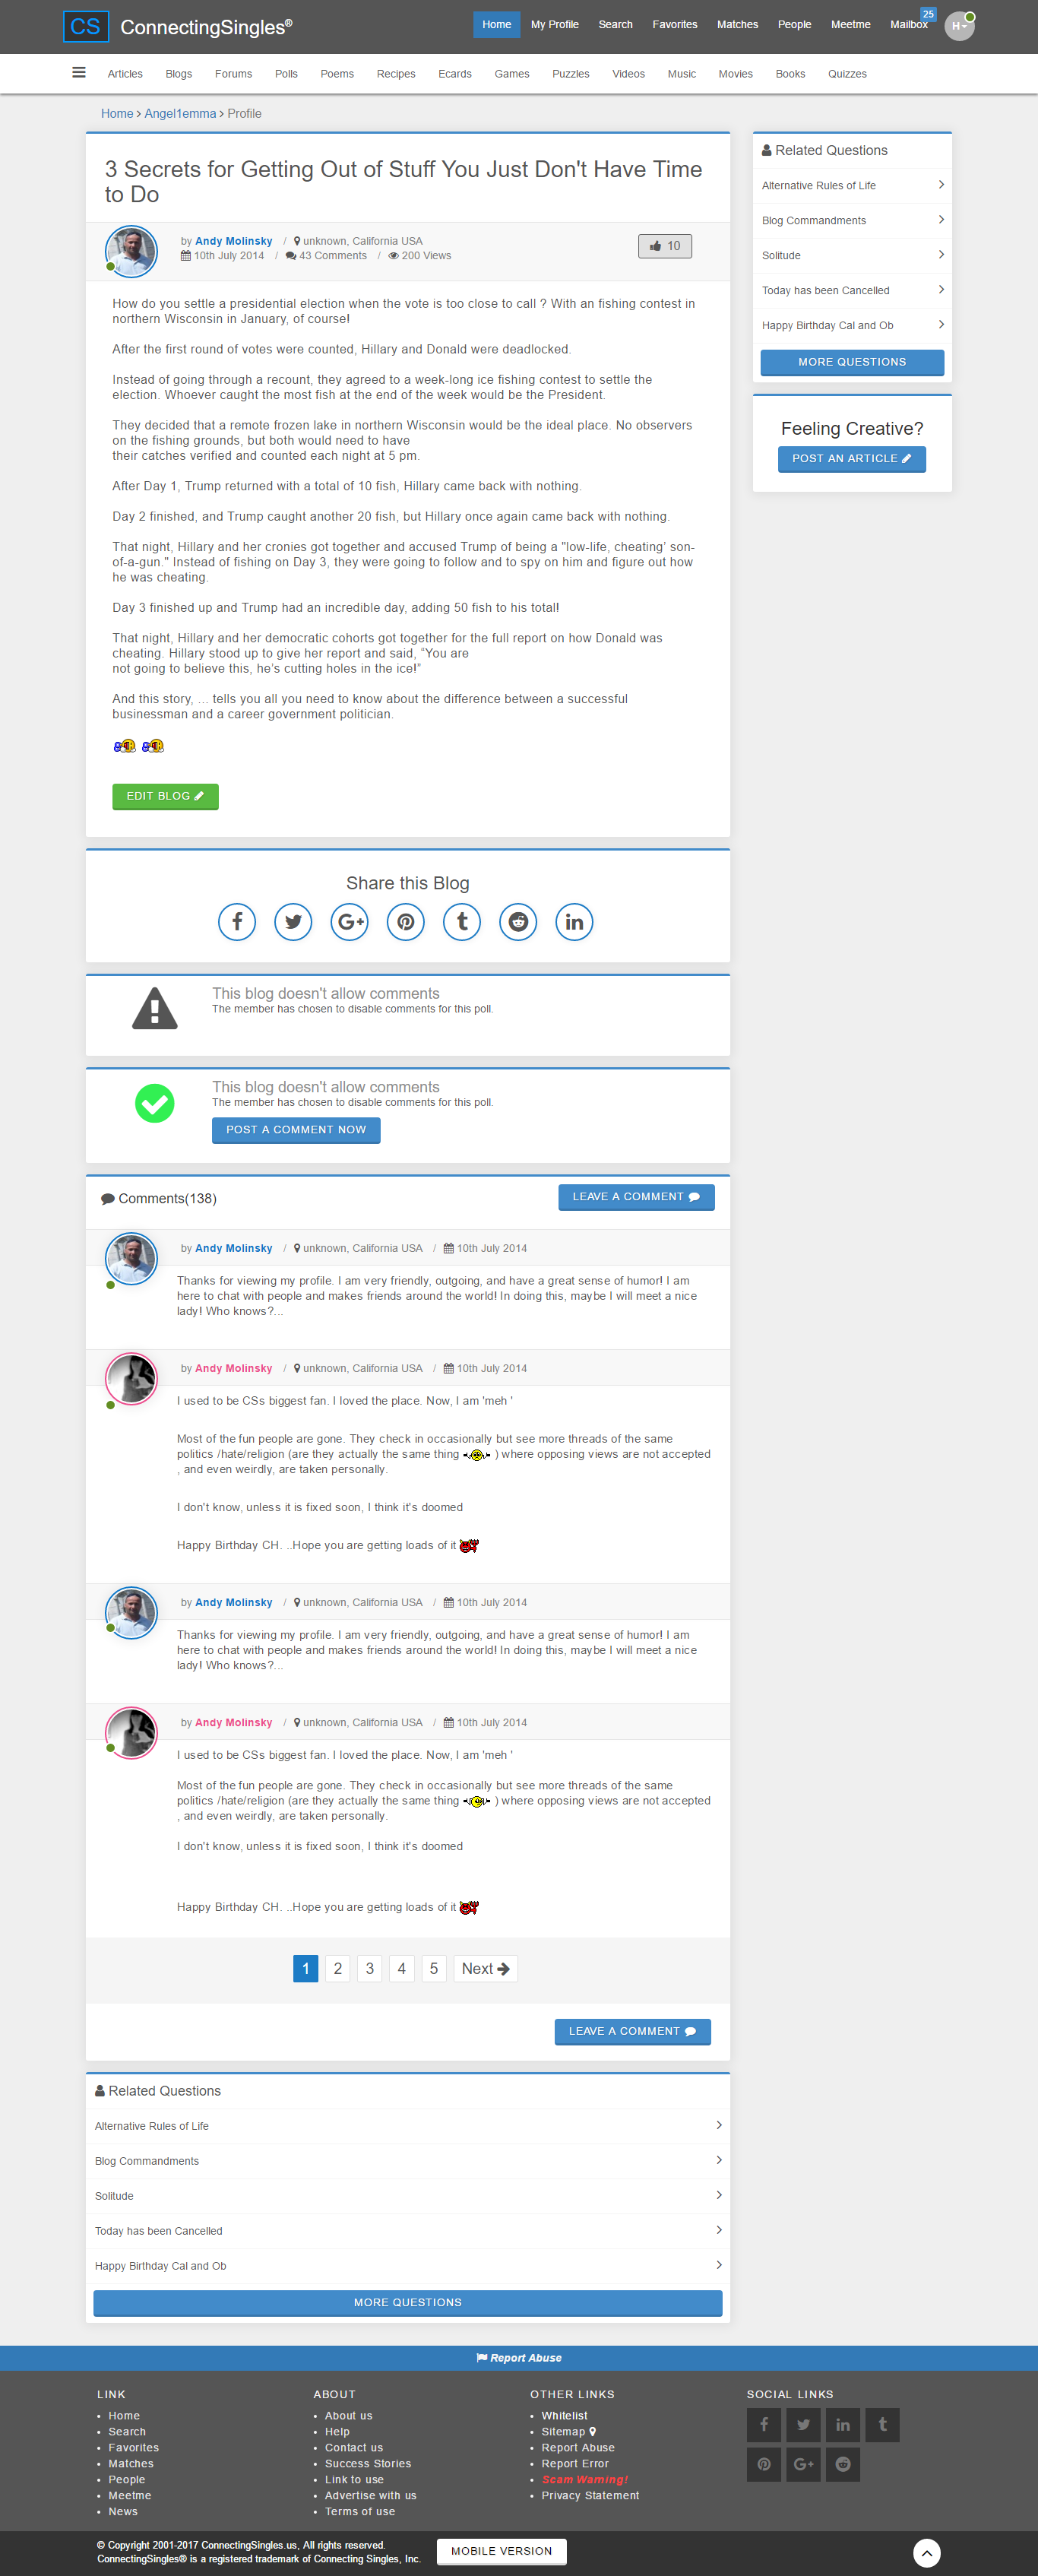 CS ConnectingSingles®
Home My Profile Search Favorites Matches People Meetme Mailbox 25 H
Articles Blogs Forums Polls Poems Recipes Ecards Games Puzzles Videos Music Movies Books Quizzes
Home > Angel1emma > Profile
3 Secrets for Getting Out of Stuff You Just Don't Have Time
to Do
by Andy Molinsky / unknown, California USA
10th July 2014 / 43 Comments / 200 Views
10
How do you settle a presidential election when the vote is too close to call ? With an fishing contest in
northern Wisconsin in January, of course!
After the first round of votes were counted, Hillary and Donald were deadlocked.
Instead of going through a recount, they agreed to a week-long ice fishing contest to settle the
election. Whoever caught the most fish at the end of the week would be the President.
They decided that a remote frozen lake in northern Wisconsin would be the ideal place. No observers
on the fishing grounds, but both would need to have
their catches verified and counted each night at 5 pm.
After Day 1, Trump returned with a total of 10 fish, Hillary came back with nothing.
Day 2 finished, and Trump caught another 20 fish, but Hillary once again came back with nothing.
That night, Hillary and her cronies got together and accused Trump of being a "low-life, cheating' son-
of-a-gun." Instead of fishing on Day 3, they were going to follow and to spy on him and figure out how
he was cheating.
Day 3 finished up and Trump had an incredible day, adding 50 fish to his total!
That night, Hillary and her democratic cohorts got together for the full report on how Donald was
cheating. Hillary stood up to give her report and said, “You are
not going to believe this, he's cutting holes in the ice!”
And this story, ... tells you all you need to know about the difference between a successful
businessman and a career government politician.
EDIT BLOG
Share this Blog
This blog doesn't allow comments
The member has chosen to disable comments for this poll.
This blog doesn't allow comments
The member has chosen to disable comments for this poll.
POST A COMMENT NOW
Comments(138)
LEAVE A COMMENT
by Andy Molinsky / unknown, California USA / 10th July 2014
Thanks for viewing my profile. I am very friendly, outgoing, and have a great sense of humor! I am
here to chat with people and makes friends around the world! In doing this, maybe I will meet a nice
lady! Who knows?...
by Andy Molinsky / unknown, California USA / 10th July 2014
I used to be CSs biggest fan. I loved the place. Now, I am 'meh '
Most of the fun people are gone. They check in occasionally but see more threads of the same
politics /hate/religion (are they actually the same thing ) where opposing views are not accepted
, and even weirdly, are taken personally.
I don't know, unless it is fixed soon, I think it's doomed
Happy Birthday CH. ..Hope you are getting loads of it
by Andy Molinsky / unknown, California USA / 10th July 2014
Thanks for viewing my profile. I am very friendly, outgoing, and have a great sense of humor! I am
here to chat with people and makes friends around the world! In doing this, maybe I will meet a nice
lady! Who knows?...
by Andy Molinsky / unknown, California USA / 10th July 2014
I used to be CSs biggest fan. I loved the place. Now, I am 'meh '
Most of the fun people are gone. They check in occasionally but see more threads of the same
politics /hate/religion (are they actually the same thing ) where opposing views are not accepted
, and even weirdly, are taken personally.
I don't know, unless it is fixed soon, I think it's doomed
Happy Birthday CH. ..Hope you are getting loads of it
1 2 3 4 5 Next
LEAVE A COMMENT
Related Questions
Alternative Rules of Life
Blog Commandments
Solitude
Today has been Cancelled
Happy Birthday Cal and Ob
MORE QUESTIONS
Related Questions
Alternative Rules of Life
Blog Commandments
Solitude
Today has been Cancelled
Happy Birthday Cal and Ob
MORE QUESTIONS
Feeling Creative?
POST AN ARTICLE
Report Abuse
LINK
• Home
• Search
• Favorites
• Matches
• People
• Meetme
• News
ABOUT
• About us
• Help
• Contact us
• Success Stories
• Link to use
• Advertise with us
• Terms of use
OTHER LINKS
• Whitelist
• Sitemap
• Report Abuse
• Report Error
• Scam Warning!
• Privacy Statement
SOCIAL LINKS
© Copyright 2001-2017 ConnectingSingles.us, All rights reserved.
ConnectingSingles® is a registered trademark of Connecting Singles, Inc.
MOBILE VERSION